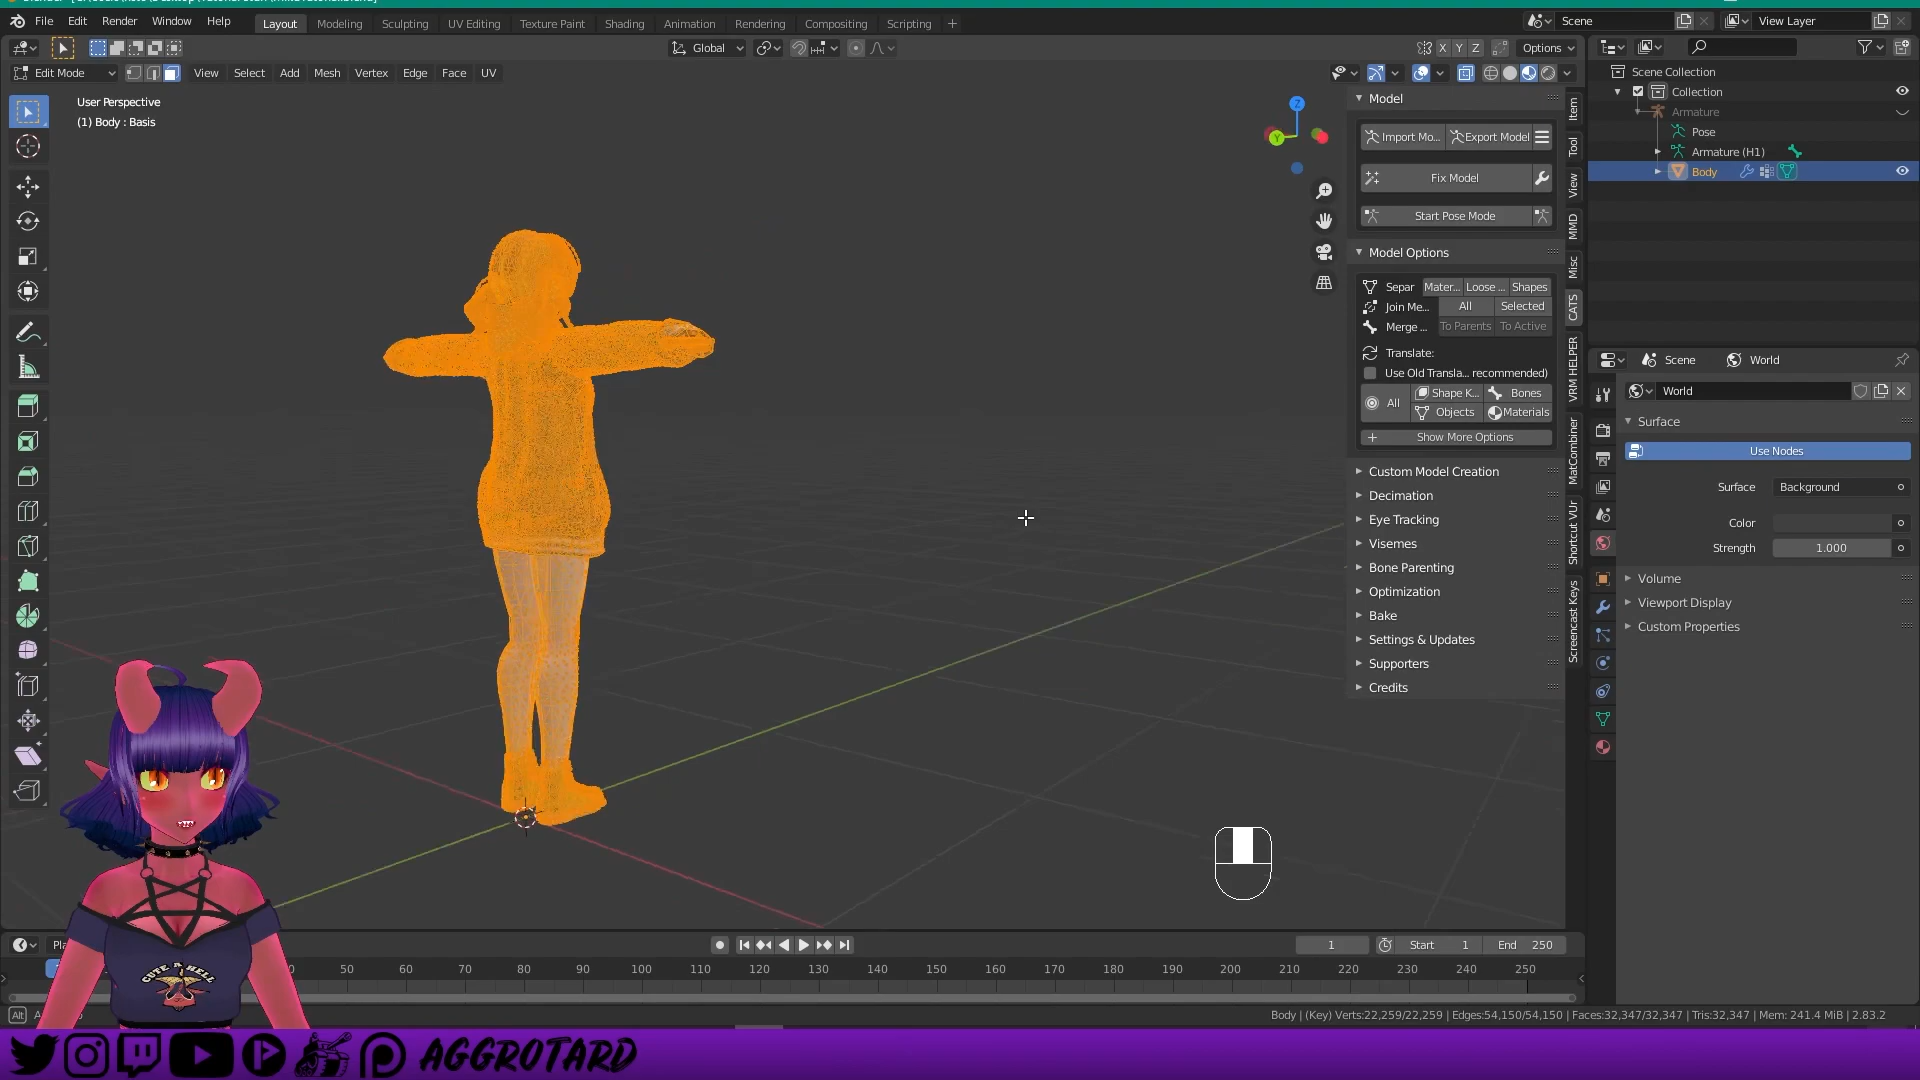 File Edit Render Window Help Layout Modeling Sculpting UV Editing Texture Paint Shading Animation Rendering Compositing Scripting + Scene View Layer
Global X Y Z Options
Edit Mode View Select Add Mesh Vertex Edge Face UV
User Perspective
(1) Body : Basis
Z
Y
Model
Import Mo... Export Model
Fix Model
Start Pose Mode
Model Options
Separ Mater... Loose ... Shapes
Join Me... All Selected
Merge ... To Parents To Active
Translate:
Use Old Transla... recommended)
All Shape K... Bones
Objects Materials
Show More Options
Custom Model Creation
Decimation
Eye Tracking
Visemes
Bone Parenting
Optimization
Bake
Settings & Updates
Supporters
Credits
Item
Tool
View
MMD
Misc
CATS
VRM HELPER
MatCombiner
Shortcut VUr
Screencast Keys
Scene Collection
Collection
Armature
Pose
Armature (H1)
Body
Scene World
World
Surface
Use Nodes
Surface Background
Color
Strength 1.000
Volume
Viewport Display
Custom Properties
1 Start 1 End 250
50 60 70 80 90 100 110 120 130 140 150 160 170 180 190 200 210 220 230 240 250
Alt
Body | (Key) Verts:22,259/22,259 | Edges:54,150/54,150 | Faces:32,347/32,347 | Tris:32,347 | Mem: 241.4 MiB | 2.83.2
CUTE A HELL
AGGROTARD